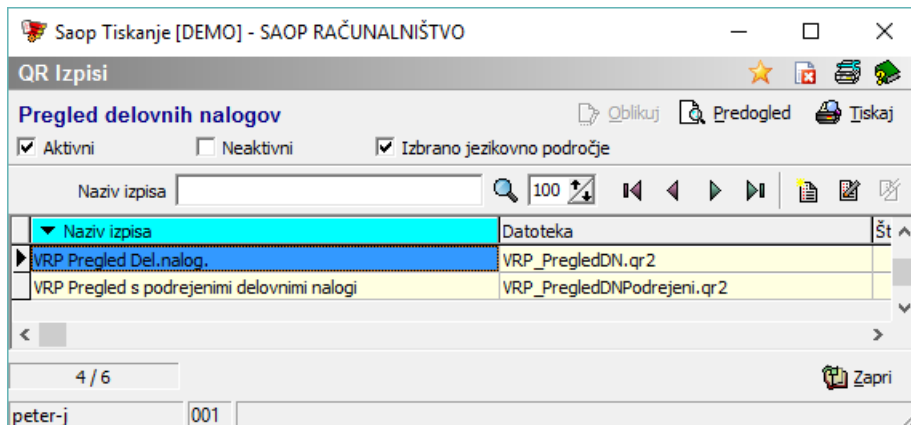 Saop Tiskanje [DEMO] - SAOP RAČUNALNIŠTVO
QR Izpisi
Pregled delovnih nalogov Oblikuj Predogled Tiskaj
Aktivni Neaktivni Izbrano jezikovno področje
Naziv izpisa 100
Naziv izpisa Datoteka Št
VRP Pregled Del.nalog. VRP_PregledDN.qr2
VRP Pregled s podrejenimi delovnimi nalogi VRP_PregledDNPodrejeni.qr2
4 / 6 Zapri
peter-j 001